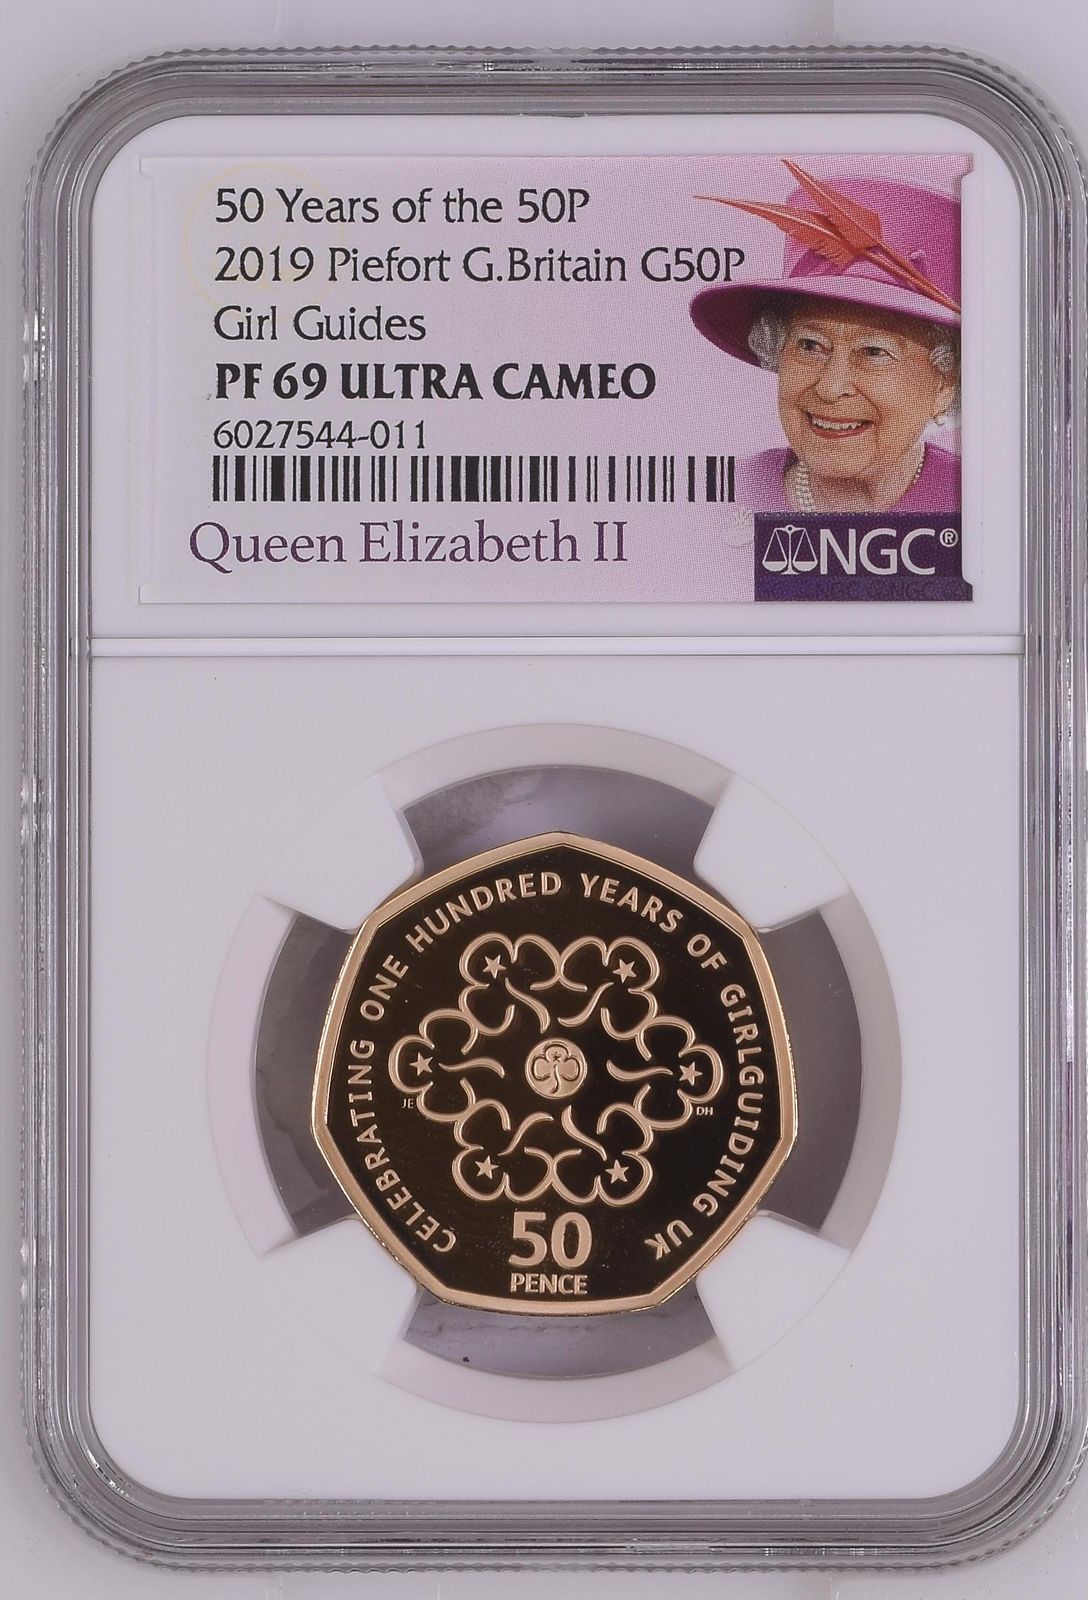 50 Years of the 50P
2019 Piefort G.Britain G50P
Girl Guides
PF 69 ULTRA CAMEO
6027544-011
Queen Elizabeth II
NGC®
CELEBRATING ONE HUNDRED YEARS OF GIRLGUIDING UK
JE
DH
50
PENCE